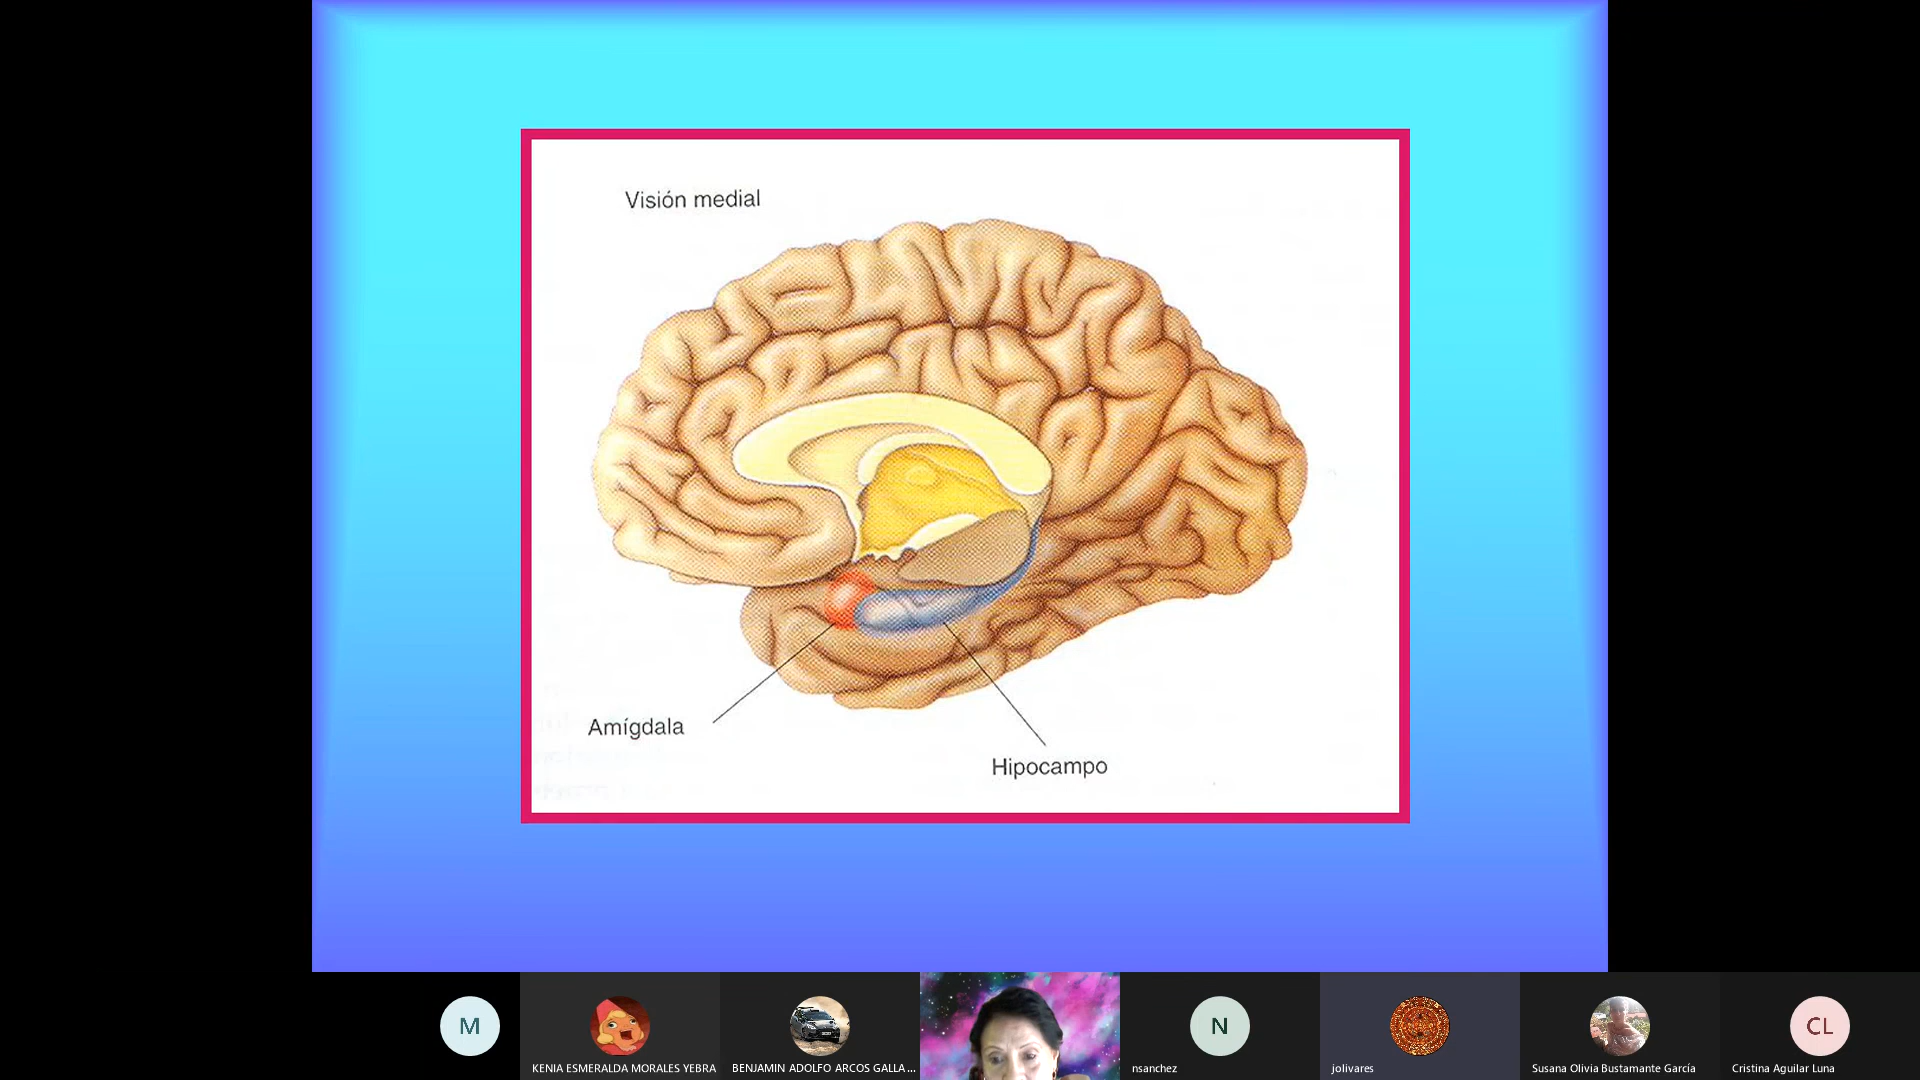 Visión medial
Amígdala
Hipocampo
M
KENIA ESMERALDA MORALES YEBRA
BENJAMIN ADOLFO ARCOS GALLA...
N
nsanchez
jolivares
Susana Olivia Bustamante García
CL
Cristina Aguilar Luna